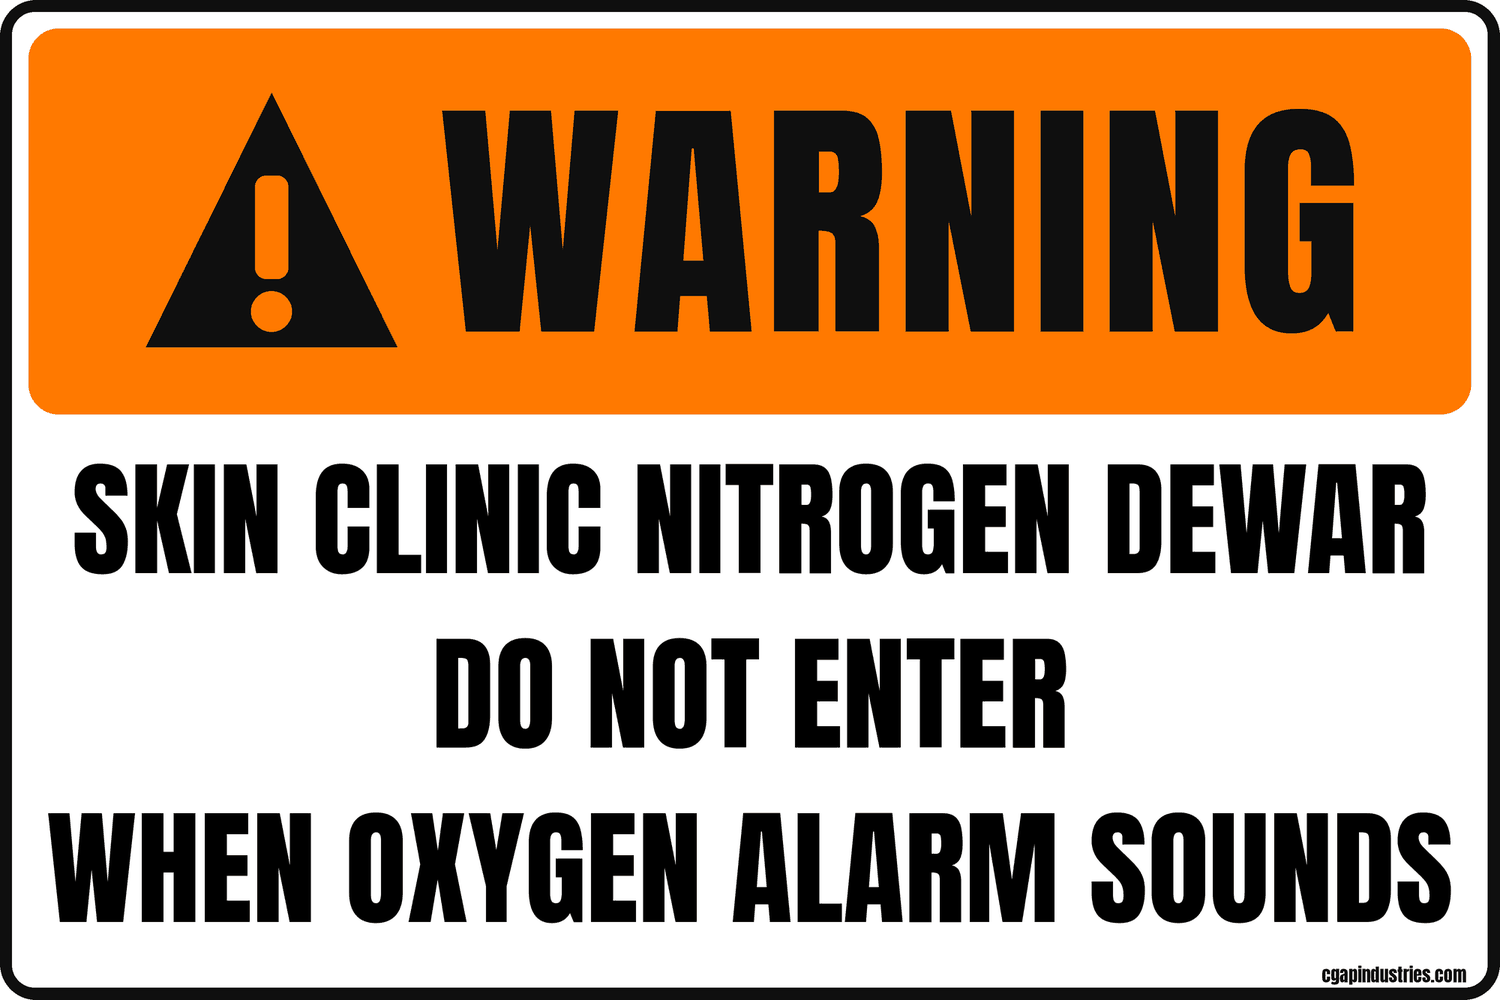 WARNING
SKIN CLINIC NITROGEN DEWAR
DO NOT ENTER
WHEN OXYGEN ALARM SOUNDS
cgapindustries.com